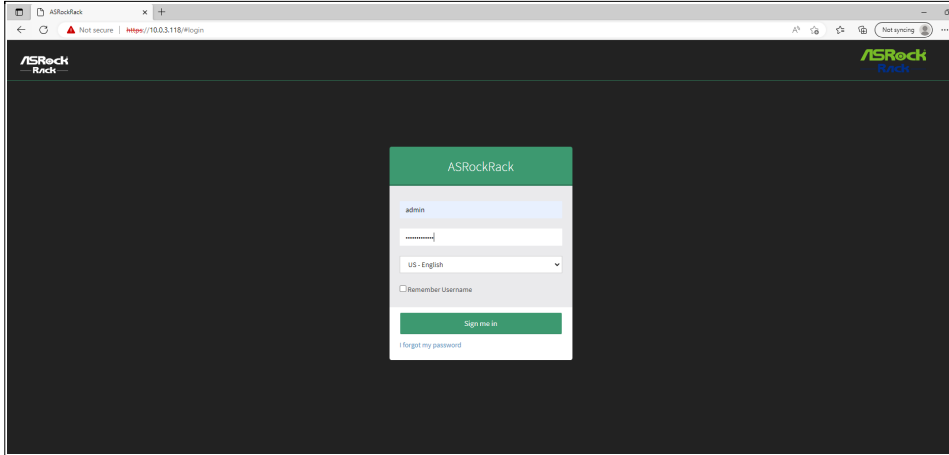 ASRockRack
Not secure | https://10.0.3.118/#login
Not syncing
ASRock
Rack
ASRock
Rack
ASRockRack
admin
US - English
Remember Username
Sign me in
I forgot my password